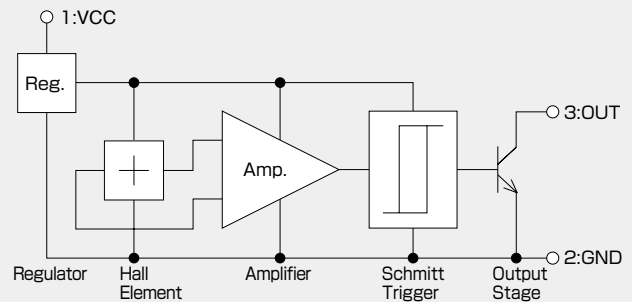 1:VCC
Reg.
3:OUT
Amp.
2:GND
Regulator
Hall
Element
Amplifier
Schmitt
Trigger
Output
Stage